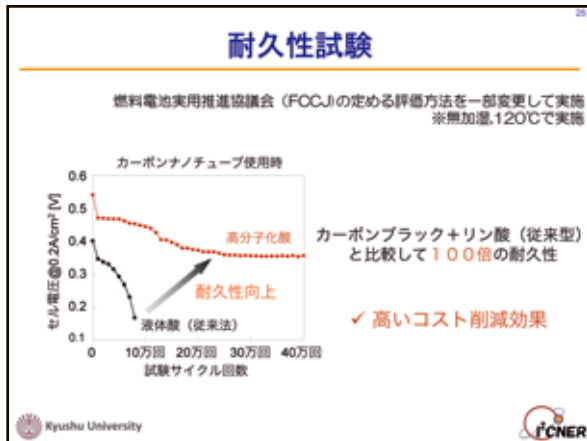 25
耐久性試験
燃料電池実用推進協議会（FCCJ)の定める評価方法を一部変更して実施
※無加湿,120℃で実施
カーボンナノチューブ使用時
セル電圧@0.2A/cm² [V]
0.6
0.5
0.4
0.3
0.2
0.1
高分子化酸
耐久性向上
液体酸（従来法）
0 10万回 20万回 30万回 40万回
試験サイクル回数
カーボンブラック＋リン酸（従来型）
と比較して１００倍の耐久性
✓ 高いコスト削減効果
Kyushu University
I²CNER